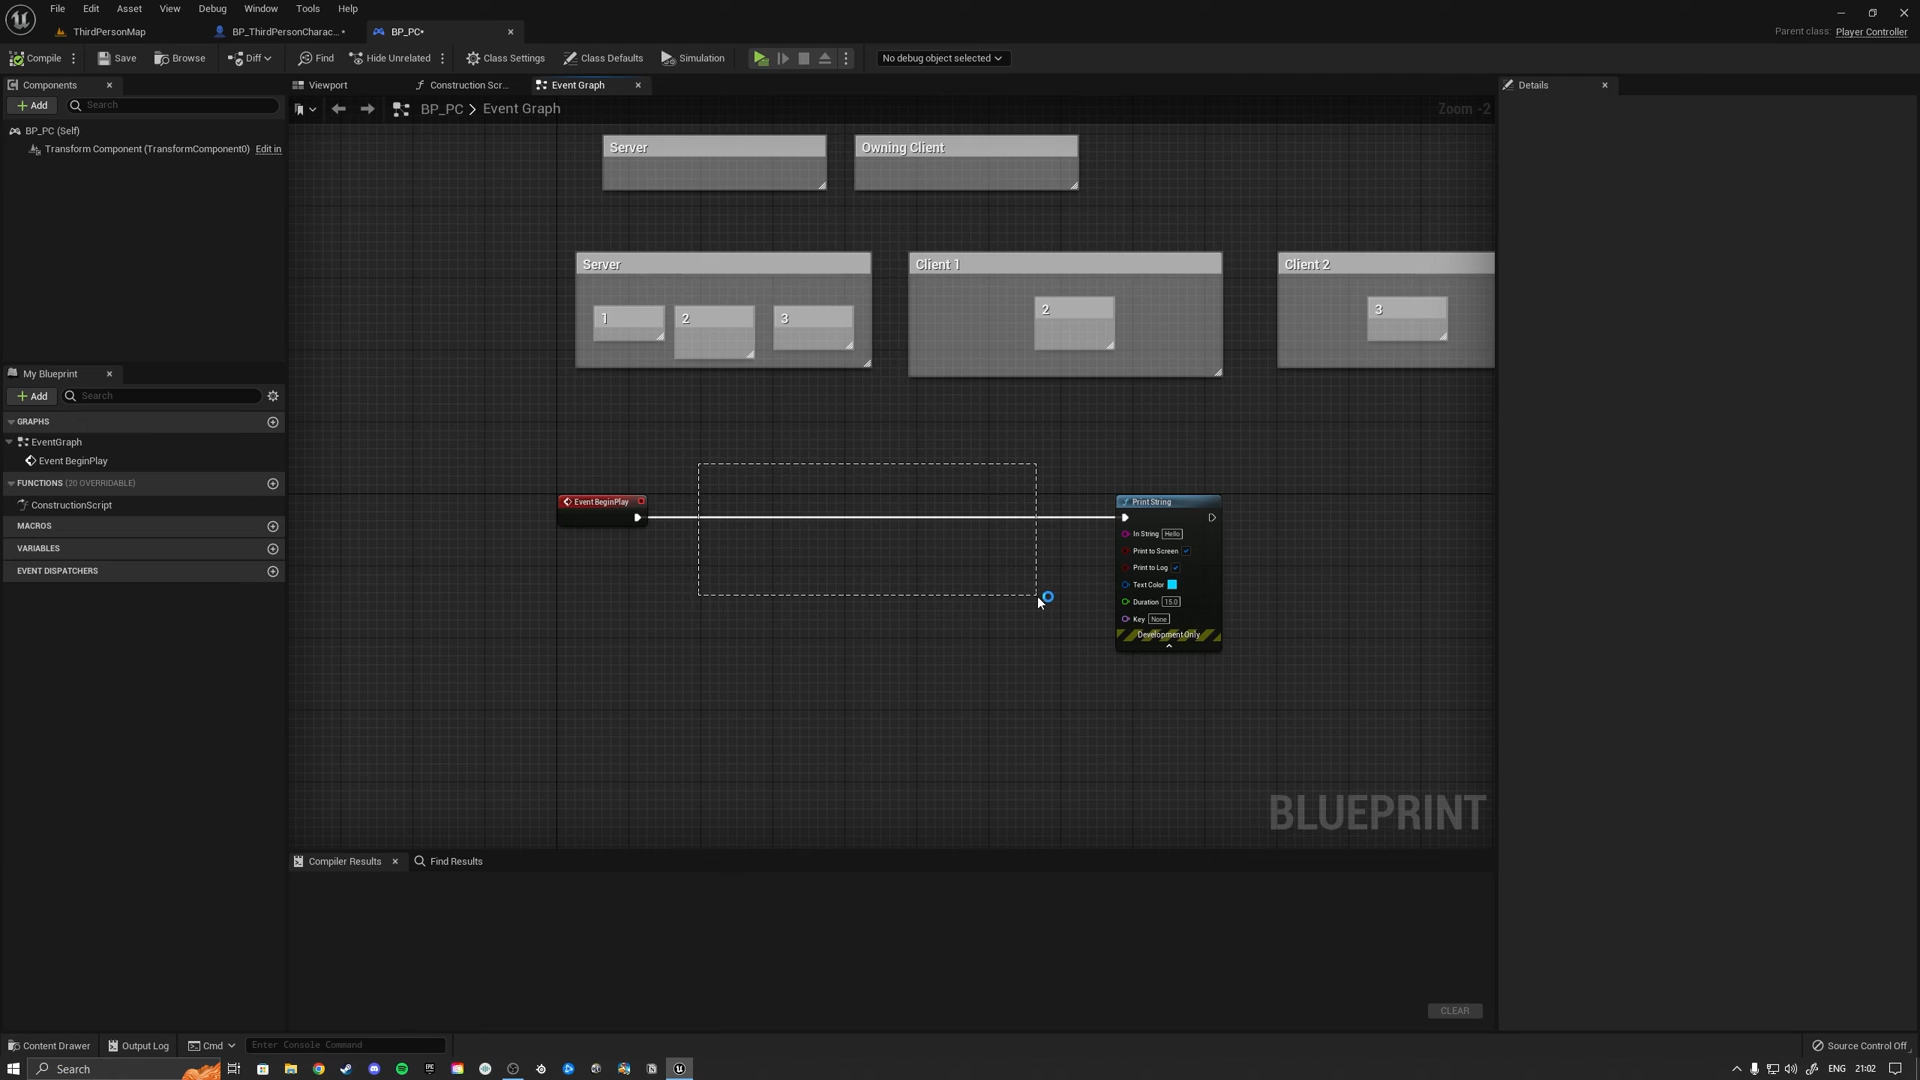 File Edit Asset View Debug Window Tools Help
ThirdPersonMap
BP_ThirdPersonCharac...•
BP_PC•
Parent class: Player Controller
Compile
Save
Browse
Diff
Find
Hide Unrelated
Class Settings
Class Defaults
Simulation
No debug object selected
Components
Add
Search
BP_PC (Self)
Transform Component (TransformComponent0) Edit in
Viewport
Construction Scr...
Event Graph
BP_PC > Event Graph
Zoom -2
Details
Server
Owning Client
Server
1
2
3
Client 1
2
Client 2
3
My Blueprint
Add
Search
GRAPHS
EventGraph
Event BeginPlay
FUNCTIONS (20 OVERRIDABLE)
ConstructionScript
MACROS
VARIABLES
EVENT DISPATCHERS
Event BeginPlay
Print String
In String Hello
Print to Screen
Print to Log
Text Color
Duration 15.0
Key None
Development Only
BLUEPRINT
Compiler Results
Find Results
CLEAR
Content Drawer
Output Log
Cmd
Enter Console Command
Source Control Off
Search
ENG
21:02